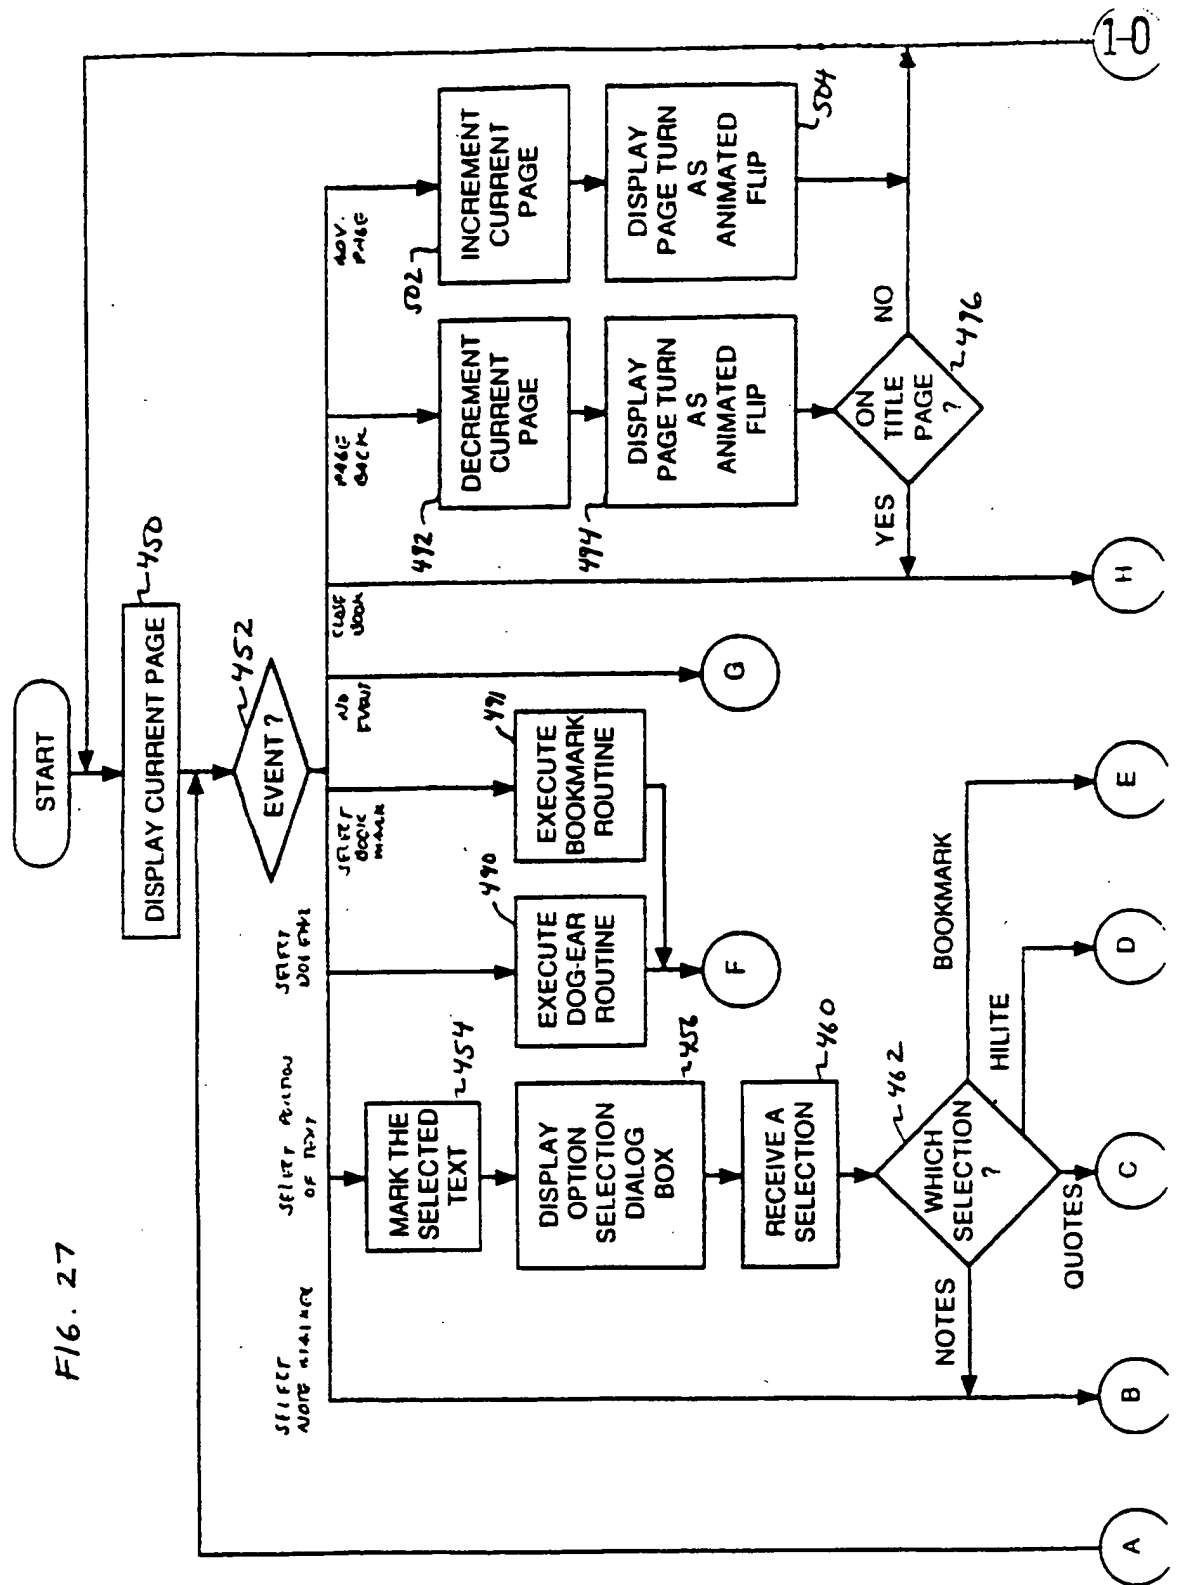 FIG. 27
START
DISPLAY CURRENT PAGE
450
EVENT ?
452
SELECT
NOTE MARKER
SELECT PORTION
OF TEXT
SELECT
DOG EAR
SELECT
BOOK
MARK
NO
EVENT
CLOSE
BOOK
PAGE
BACK
ADV.
PAGE
MARK THE
SELECTED
TEXT
454
DISPLAY
OPTION
SELECTION
DIALOG
BOX
RECEIVE A
SELECTION
460
WHICH
SELECTION
?
462
NOTES
QUOTES
HILITE
BOOKMARK
EXECUTE
DOG-EAR
ROUTINE
490
EXECUTE
BOOKMARK
ROUTINE
491
DECREMENT
CURRENT
PAGE
492
DISPLAY
PAGE TURN
AS
ANIMATED
FLIP
494
ON
TITLE
PAGE
?
496
YES
NO
INCREMENT
CURRENT
PAGE
502
DISPLAY
PAGE TURN
AS
ANIMATED
FLIP
504
A
B
C
D
E
F
G
H
1-0